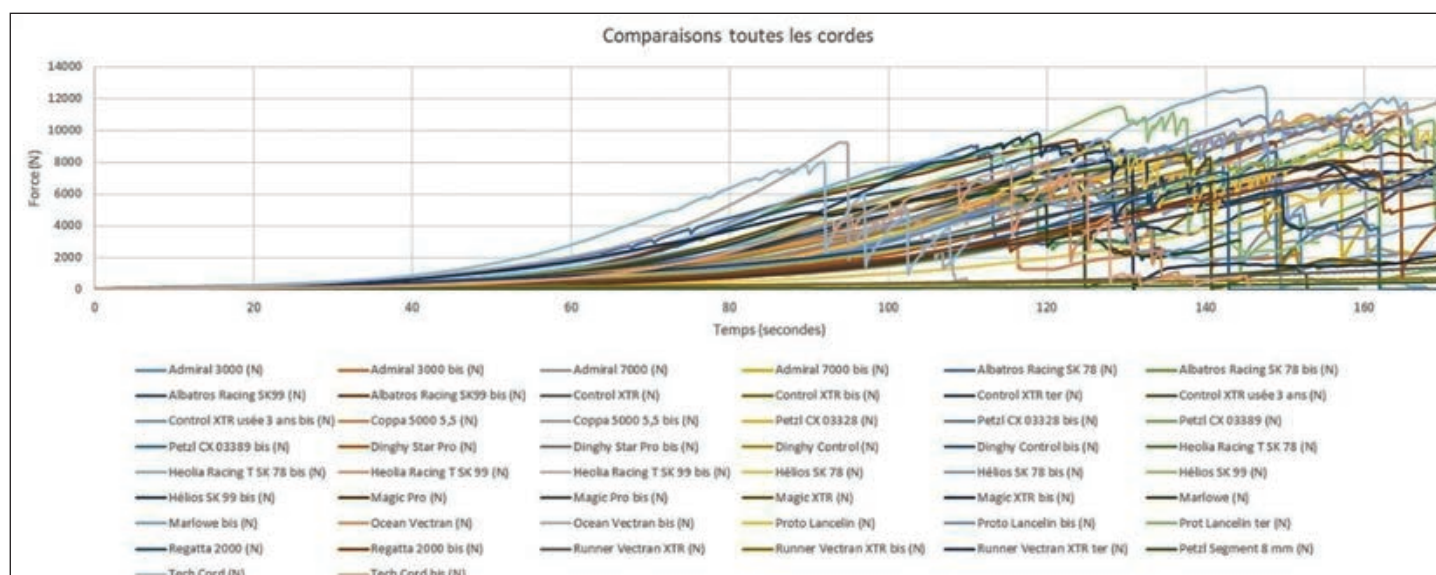 Comparaisons toutes les cordes
14000
12000
10000
8000
6000
4000
2000
0
Force (N)
0 20 40 60 80 100 120 140 160
Temps (secondes)
Admiral 3000 (N) Admiral 3000 bis (N) Admiral 7000 (N) Admiral 7000 bis (N) Albatros Racing SK 78 (N) Albatros Racing SK 78 bis (N)
Albatros Racing SK99 (N) Albatros Racing SK99 bis (N) Control XTR (N) Control XTR bis (N) Control XTR ter (N) Control XTR usée 3 ans (N)
Control XTR usée 3 ans bis (N) Coppa 5000 5,5 (N) Coppa 5000 5,5 bis (N) Petzl CX 03328 (N) Petzl CX 03328 bis (N) Petzl CX 03389 (N)
Petzl CX 03389 bis (N) Dinghy Star Pro (N) Dinghy Star Pro bis (N) Dinghy Control (N) Dinghy Control bis (N) Heolia Racing T SK 78 (N)
Heolia Racing T SK 78 bis (N) Heolia Racing T SK 99 (N) Heolia Racing T SK 99 bis (N) Hélios SK 78 (N) Hélios SK 78 bis (N) Hélios SK 99 (N)
Hélios SK 99 bis (N) Magic Pro (N) Magic Pro bis (N) Magic XTR (N) Magic XTR bis (N) Marlowe (N)
Marlowe bis (N) Ocean Vectran (N) Ocean Vectran bis (N) Proto Lancelin (N) Proto Lancelin bis (N) Prot Lancelin ter (N)
Regatta 2000 (N) Regatta 2000 bis (N) Runner Vectran XTR (N) Runner Vectran XTR bis (N) Runner Vectran XTR ter (N) Petzl Segment 8 mm (N)
Tech Cord (N) Tech Cord bis (N)